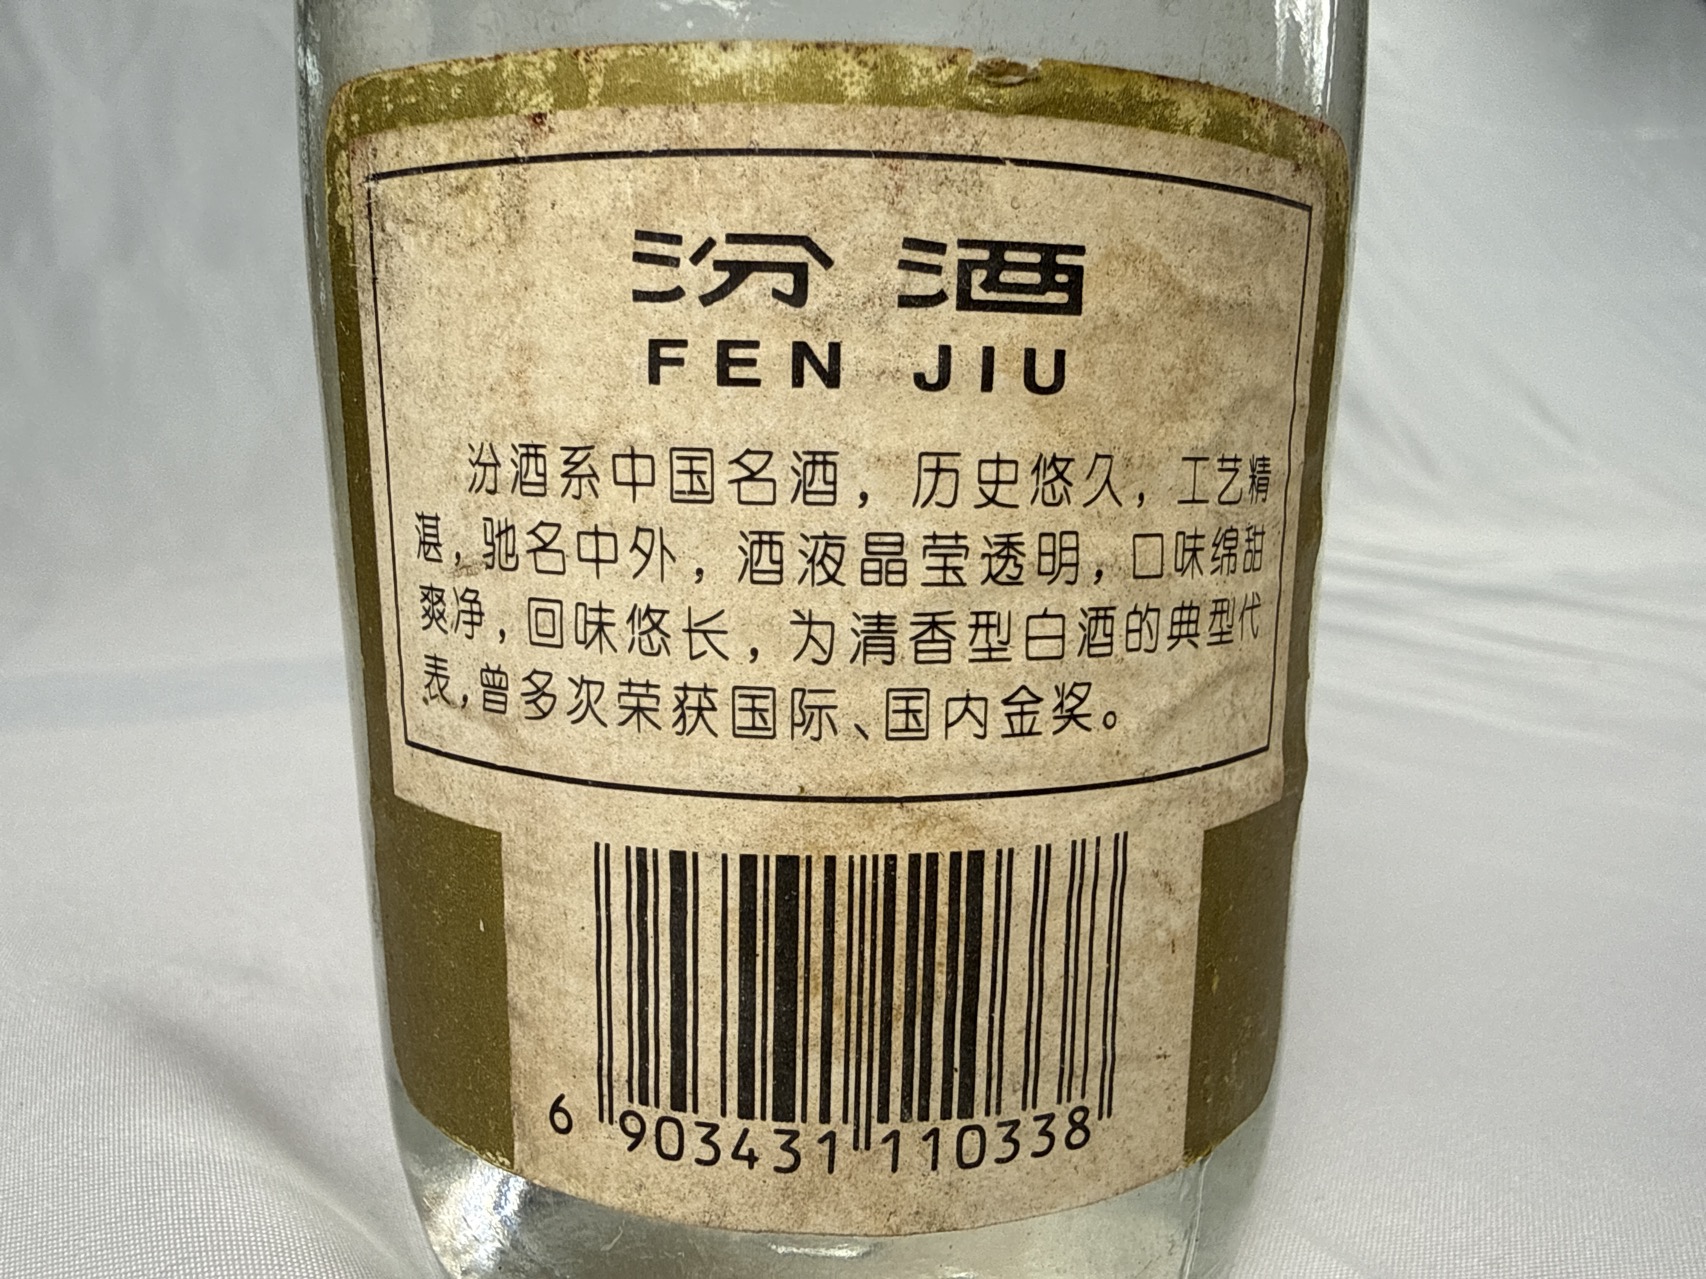 汾酒
FEN JIU
汾酒系中国名酒，历史悠久，工艺精
湛，驰名中外，酒液晶莹透明，口味绵甜
爽净，回味悠长，为清香型白酒的典型代
表，曾多次荣获国际、国内金奖。
6 903431 110338